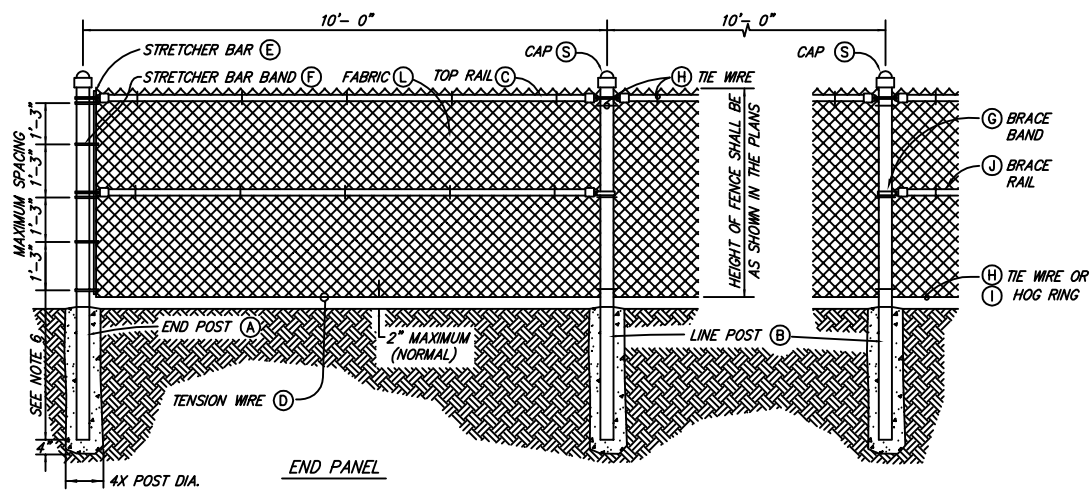 10'- 0"
10'- 0"
STRETCHER BAR E
CAP S
CAP S
STRETCHER BAR BAND F
FABRIC L
TOP RAIL C
H TIE WIRE
G BRACE
BAND
J BRACE
RAIL
MAXIMUM SPACING
1'-3"
1'-3"
1'-3"
1'-3"
HEIGHT OF FENCE SHALL BE
AS SHOWN IN THE PLANS
H TIE WIRE OR
I HOG RING
END POST A
2" MAXIMUM
(NORMAL)
LINE POST B
SEE NOTE 6
TENSION WIRE D
4"
END PANEL
4X POST DIA.